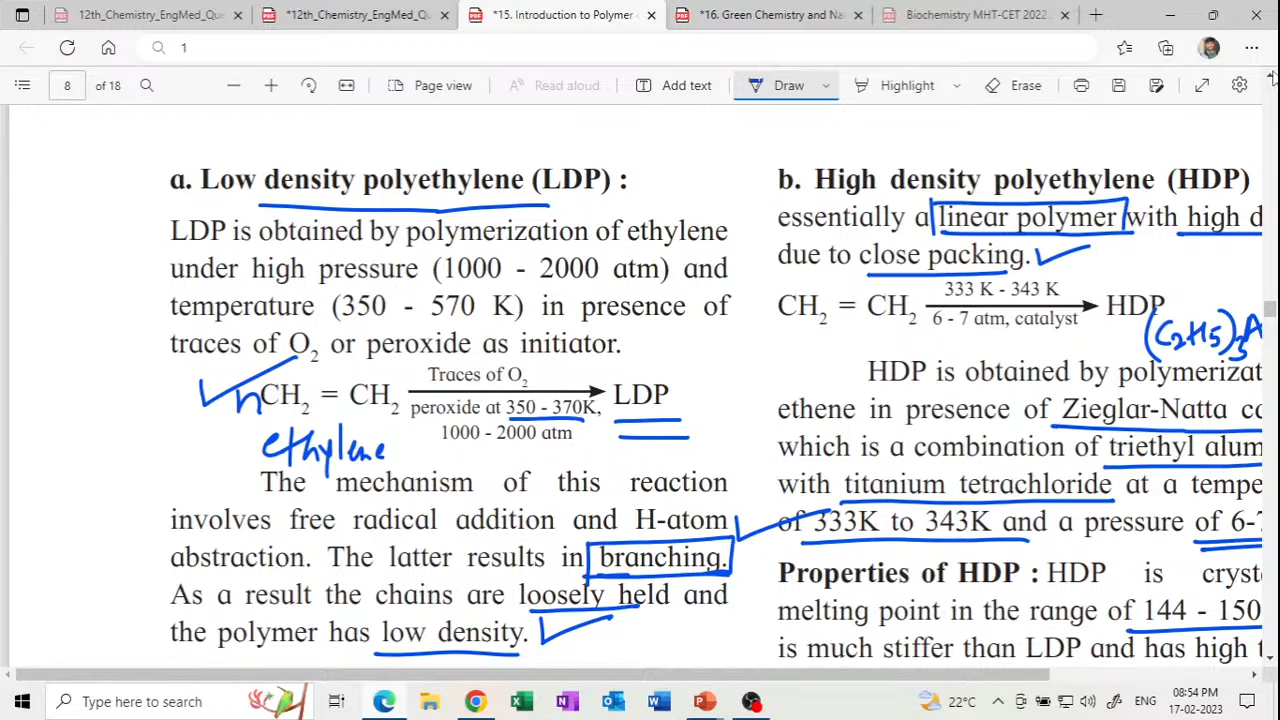 12th_Chemistry_EngMed_Que
*12th_Chemistry_EngMed_Qu
*15. Introduction to Polymer
*16. Green Chemistry and Na
Biochemistry MHT-CET 2022
1
8 of 18
Page view
Read aloud
Add text
Draw
Highlight
Erase
a. Low density polyethylene (LDP) :
LDP is obtained by polymerization of ethylene
under high pressure (1000 - 2000 atm) and
temperature (350 - 570 K) in presence of
traces of O2 or peroxide as initiator.
Traces of O2
nCH2 = CH2 LDP
peroxide at 350 - 370K,
1000 - 2000 atm
ethylene
The mechanism of this reaction
involves free radical addition and H-atom
abstraction. The latter results in branching.
As a result the chains are loosely held and
the polymer has low density.
b. High density polyethylene (HDP)
essentially a linear polymer with high d
due to close packing.
333 K - 343 K
CH2 = CH2 HDP
6 - 7 atm, catalyst
(C2H5)3A
HDP is obtained by polymerizat
ethene in presence of Zieglar-Natta ca
which is a combination of triethyl alum
with titanium tetrachloride at a tempe
of 333K to 343K and a pressure of 6-7
Properties of HDP : HDP is cryst
melting point in the range of 144 - 150
is much stiffer than LDP and has high t
Type here to search
22°C
ENG
08:54 PM
17-02-2023